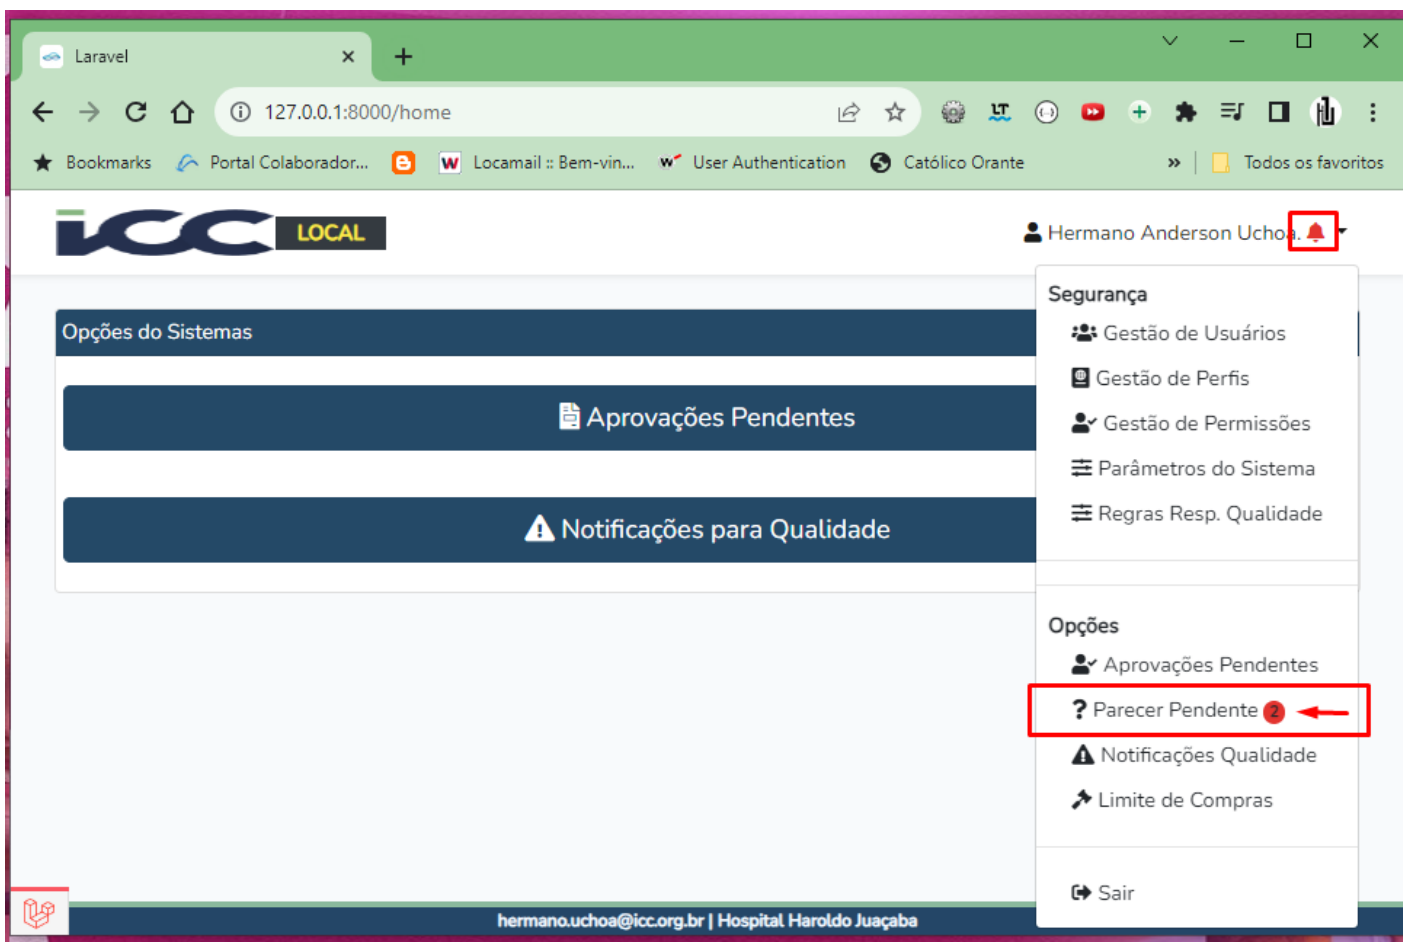 Laravel
127.0.0.1:8000/home
Bookmarks Portal Colaborador... Locamail :: Bem-vin... User Authentication Católico Orante » Todos os favoritos
icc LOCAL Hermano Anderson Uchoa.
Segurança
Gestão de Usuários
Gestão de Perfis
Gestão de Permissões
Parâmetros do Sistema
Regras Resp. Qualidade
Opções do Sistemas
Aprovações Pendentes
Notificações para Qualidade
Opções
Aprovações Pendentes
? Parecer Pendente 2
Notificações Qualidade
Limite de Compras
Sair
hermano.uchoa@icc.org.br | Hospital Haroldo Juaçaba